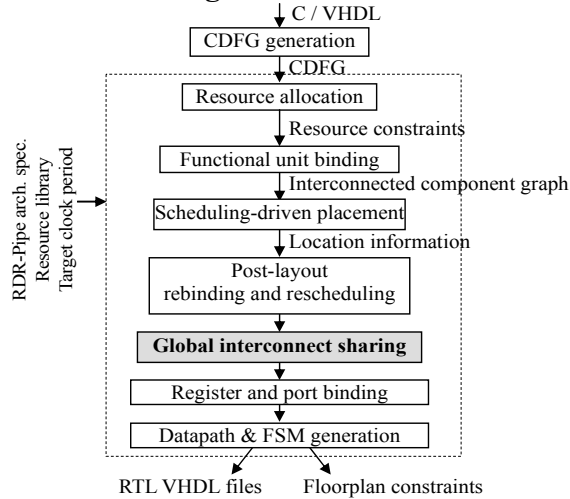 C / VHDL
CDFG generation
CDFG
Resource allocation
Resource constraints
Functional unit binding
Interconnected component graph
Scheduling-driven placement
Location information
RDR-Pipe arch. spec.
Resource library
Target clock period
Post-layout
rebinding and rescheduling
Global interconnect sharing
Register and port binding
Datapath & FSM generation
RTL VHDL files
Floorplan constraints